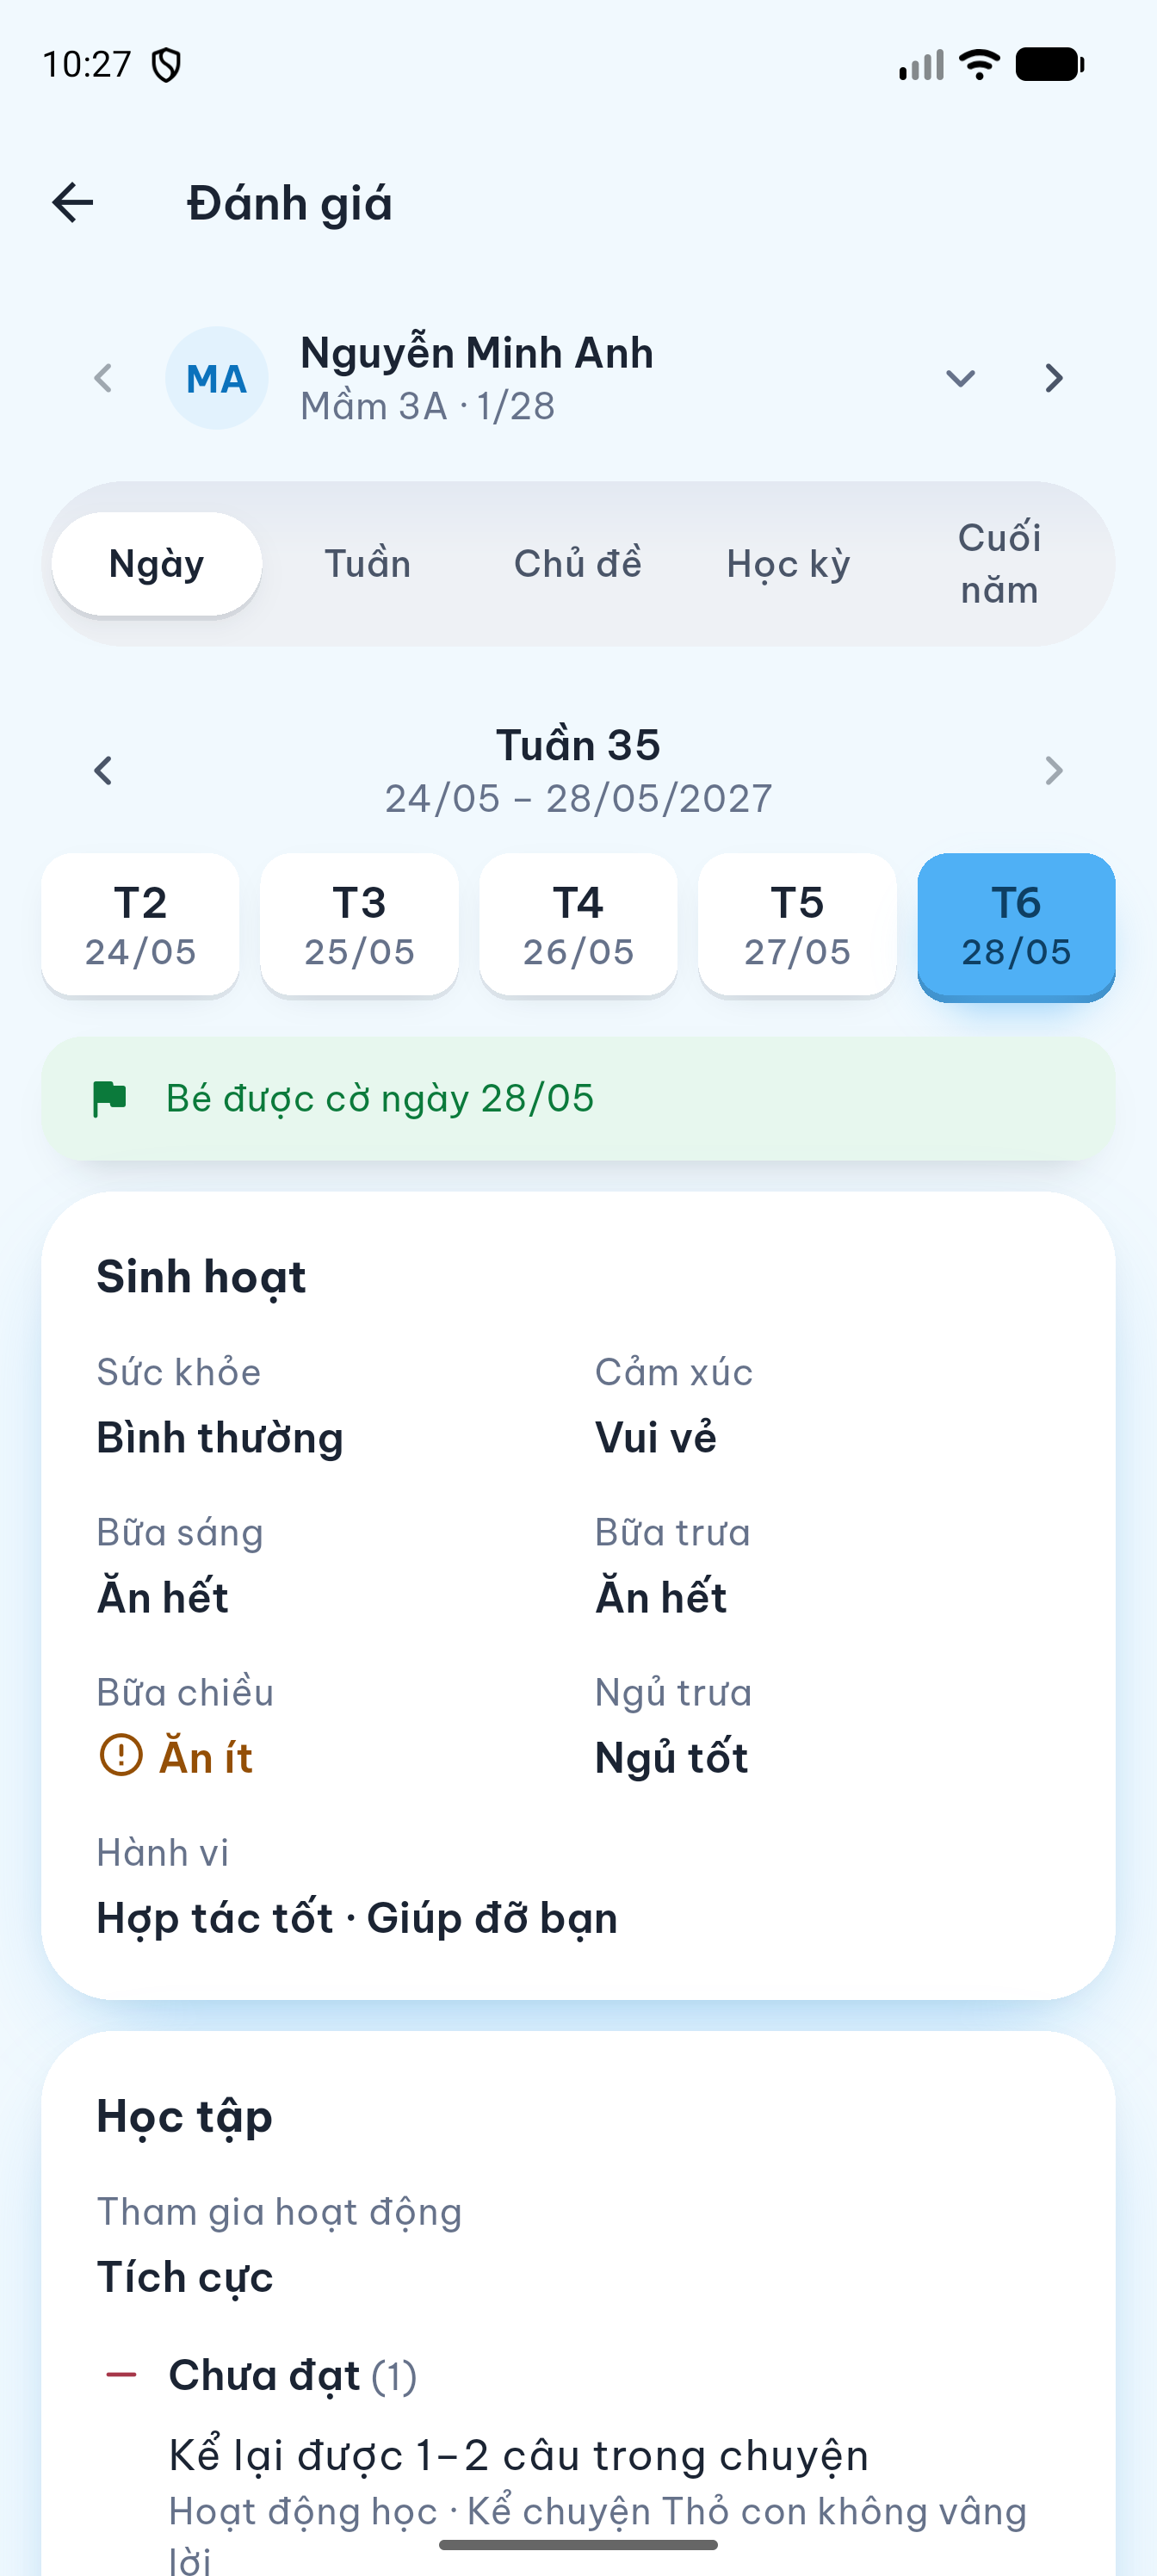 10:27
Đánh giá
MA
Nguyễn Minh Anh
Mầm 3A · 1/28
Ngày
Tuần
Chủ đề
Học kỳ
Cuối
năm
Tuần 35
24/05 – 28/05/2027
T2
24/05
T3
25/05
T4
26/05
T5
27/05
T6
28/05
Bé được cờ ngày 28/05
Sinh hoạt
Sức khỏe
Cảm xúc
Bình thường
Vui vẻ
Bữa sáng
Bữa trưa
Ăn hết
Ăn hết
Bữa chiều
Ngủ trưa
Ăn ít
Ngủ tốt
Hành vi
Hợp tác tốt · Giúp đỡ bạn
Học tập
Tham gia hoạt động
Tích cực
Chưa đạt (1)
Kể lại được 1–2 câu trong chuyện
Hoạt động học · Kể chuyện Thỏ con không vâng
lời